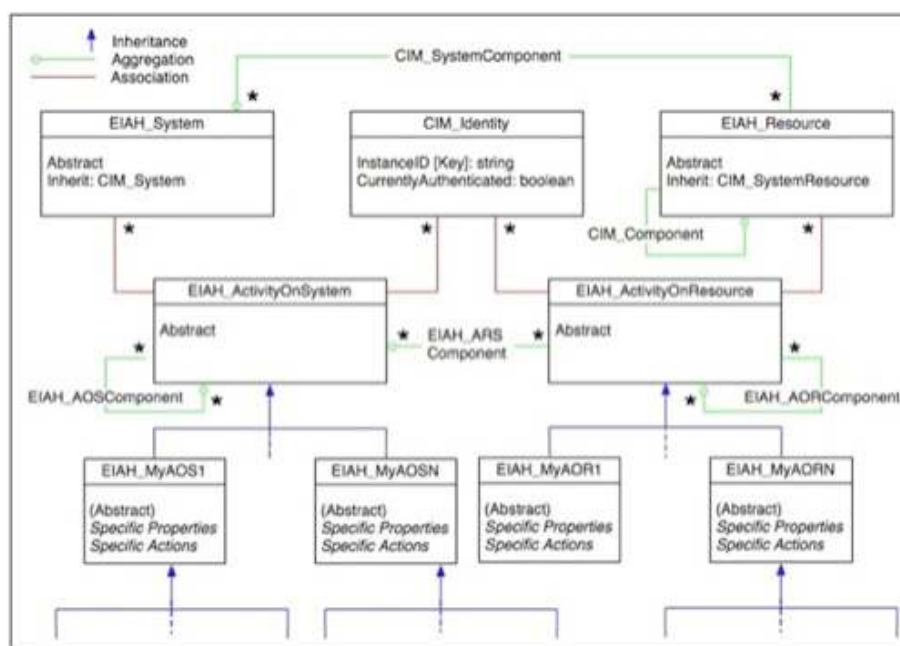 Inheritance
Aggregation
Association
CIM_SystemComponent
* *
EIAH_System
Abstract
Inherit: CIM_System
CIM_Identity
InstanceID [Key]: string
CurrentlyAuthenticated: boolean
EIAH_Resource
Abstract
Inherit: CIM_SystemResource
CIM_Component
* * * *
EIAH_ActivityOnSystem
Abstract
EIAH_ActivityOnResource
Abstract
EIAH_ARS
Component
* * * *
EIAH_AOSComponent
*
EIAH_AORComponent
*
EIAH_MyAOS1
(Abstract)
Specific Properties
Specific Actions
EIAH_MyAOSN
(Abstract)
Specific Properties
Specific Actions
EIAH_MyAOR1
(Abstract)
Specific Properties
Specific Actions
EIAH_MyAORN
(Abstract)
Specific Properties
Specific Actions